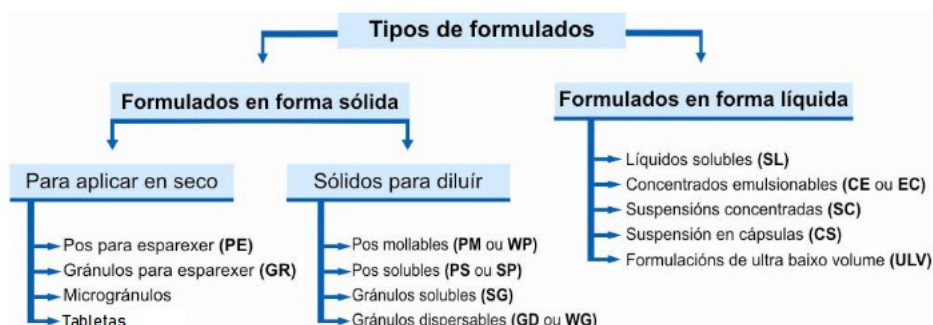 Tipos de formulados
Formulados en forma sólida
Formulados en forma líquida
Para aplicar en seco
Pos para esparexer (PE)
Gránulos para esparexer (GR)
Microgránulos
Tabletas
Sólidos para diluír
Pos mollables (PM ou WP)
Pos solubles (PS ou SP)
Gránulos solubles (SG)
Gránulos dispersables (GD ou WG)
Líquidos solubles (SL)
Concentrados emulsionables (CE ou EC)
Suspensións concentradas (SC)
Suspensión en cápsulas (CS)
Formulacións de ultra baixo volume (ULV)